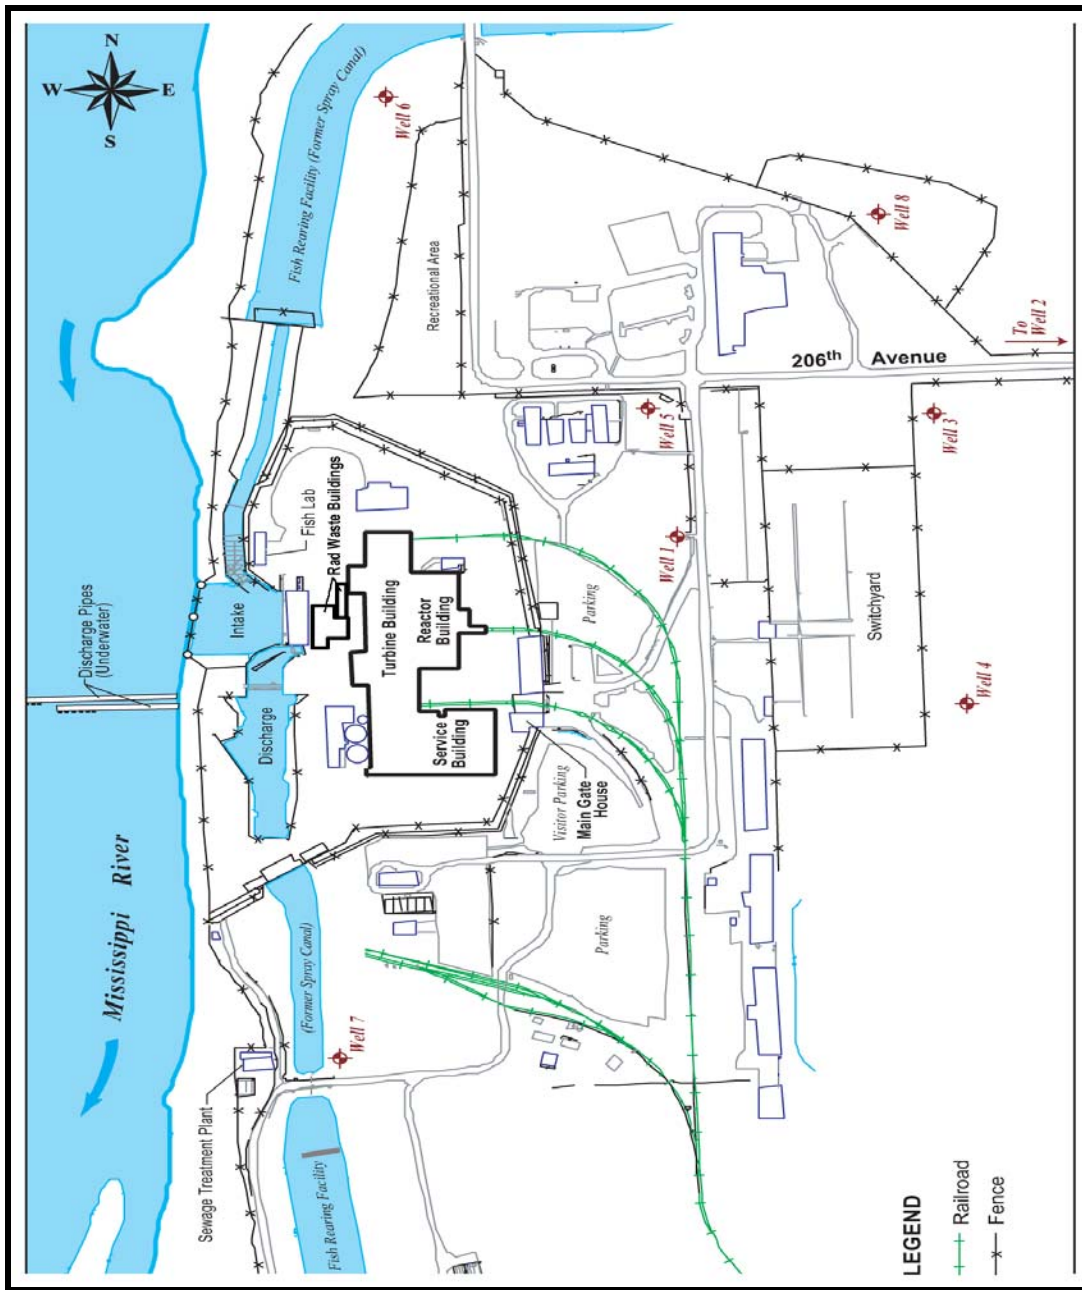 N
W
E
S
Mississippi River
Discharge Pipes
(Underwater)
Fish Rearing Facility (Former Spray Canal)
Well 6
Recreational Area
Well 8
To
Well 2
206th Avenue
Well 3
Well 5
Well 1
Well 4
Switchyard
Fish Lab
Rad Waste Buildings
Intake
Discharge
Turbine Building
Reactor
Building
Service
Building
Parking
Visitor Parking
Main Gate
House
Parking
(Former Spray Canal)
Well 7
Sewage Treatment Plant
Fish Rearing Facility
LEGEND
Railroad
Fence